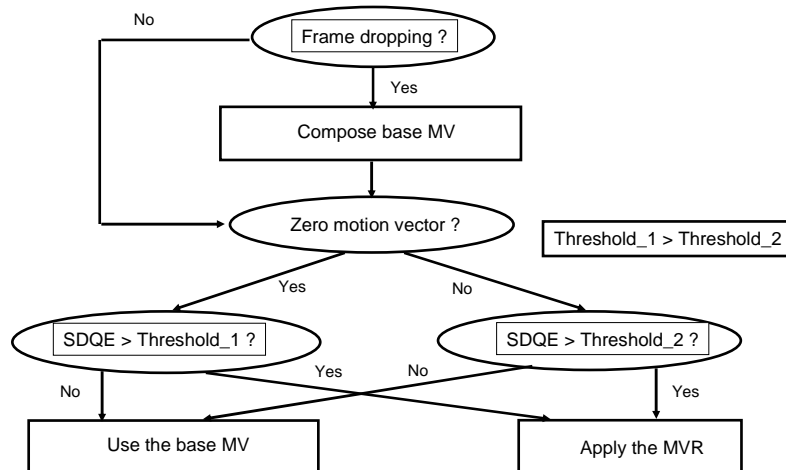 No
Frame dropping ?
Yes
Compose base MV
Zero motion vector ?
Threshold_1 > Threshold_2
Yes
No
SDQE > Threshold_1 ?
SDQE > Threshold_2 ?
No
Yes
No
Yes
Use the base MV
Apply the MVR